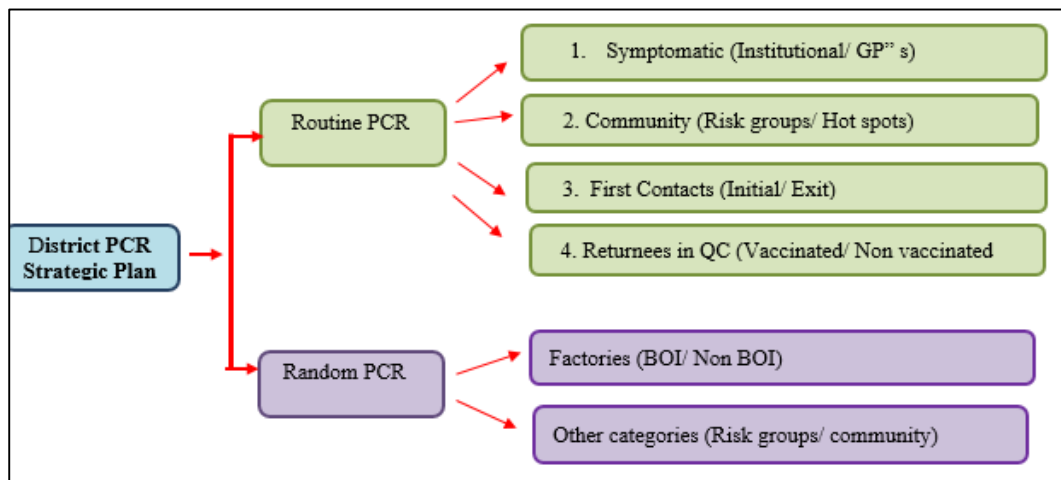 District PCR
Strategic Plan
Routine PCR
1. Symptomatic (Institutional/ GP” s)
2. Community (Risk groups/ Hot spots)
3. First Contacts (Initial/ Exit)
4. Returnees in QC (Vaccinated/ Non vaccinated
Random PCR
Factories (BOI/ Non BOI)
Other categories (Risk groups/ community)